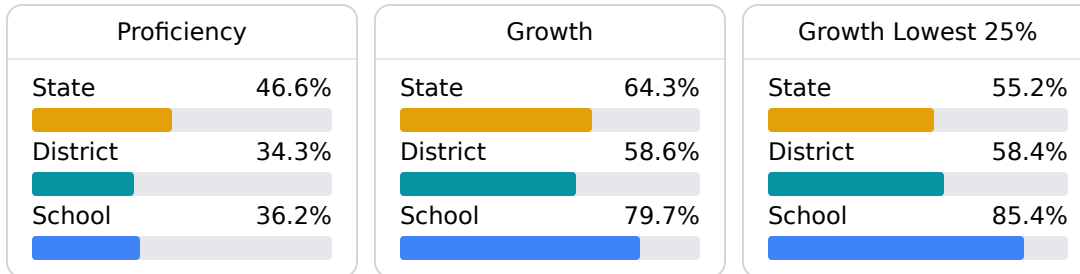 Proficiency
State 46.6%
District 34.3%
School 36.2%
Growth
State 64.3%
District 58.6%
School 79.7%
Growth Lowest 25%
State 55.2%
District 58.4%
School 85.4%